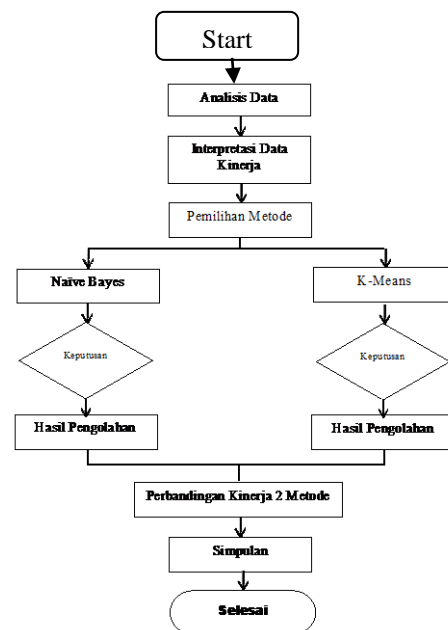 Start
Analisis Data
Interpretasi Data
Kinerja
Pemilihan Metode
Naïve Bayes
K-Means
Keputusan
Keputusan
Hasil Pengolahan
Hasil Pengolahan
Perbandingan Kinerja 2 Metode
Simpulan
Selesai